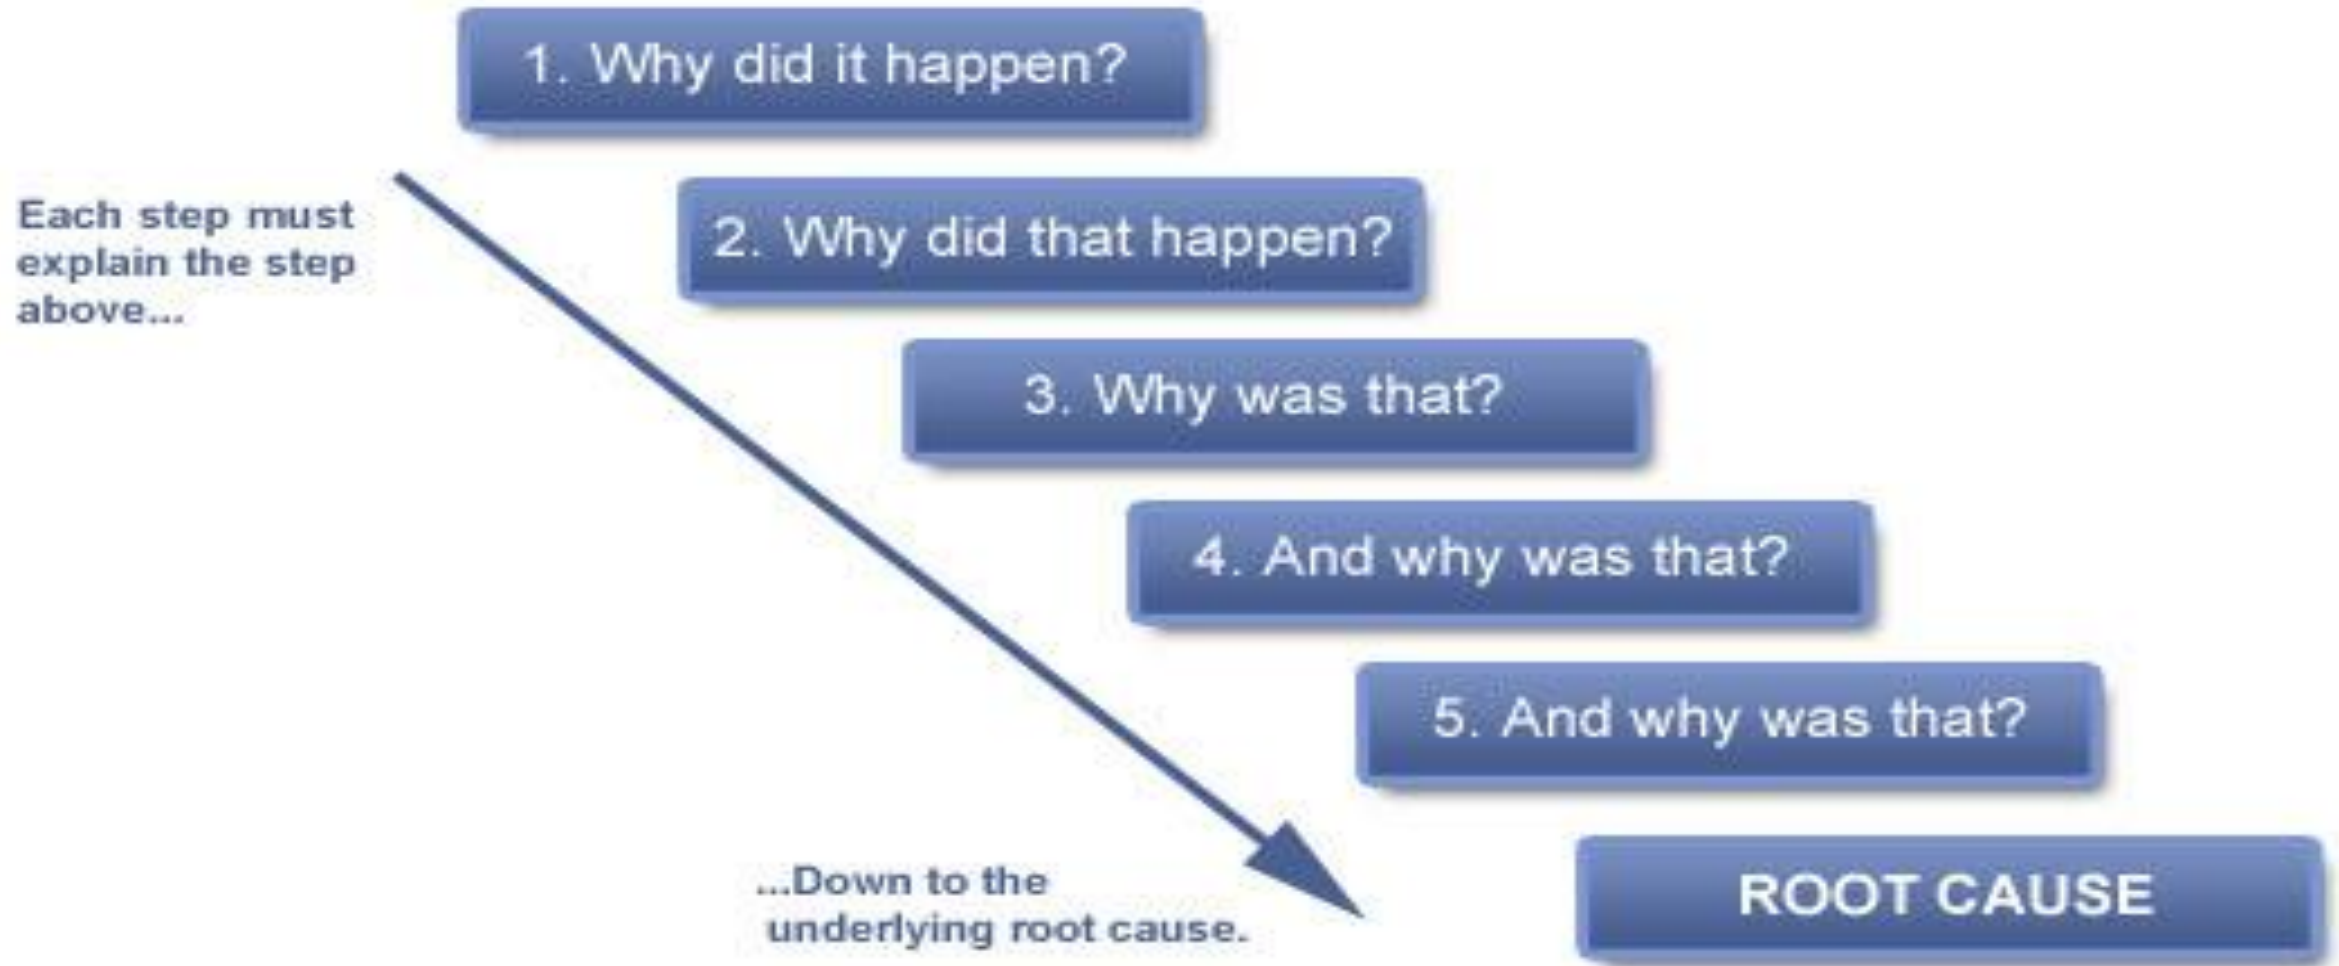 1. Why did it happen?
Each step must
explain the step
above...
2. Why did that happen?
3. Why was that?
4. And why was that?
5. And why was that?
...Down to the
underlying root cause.
ROOT CAUSE